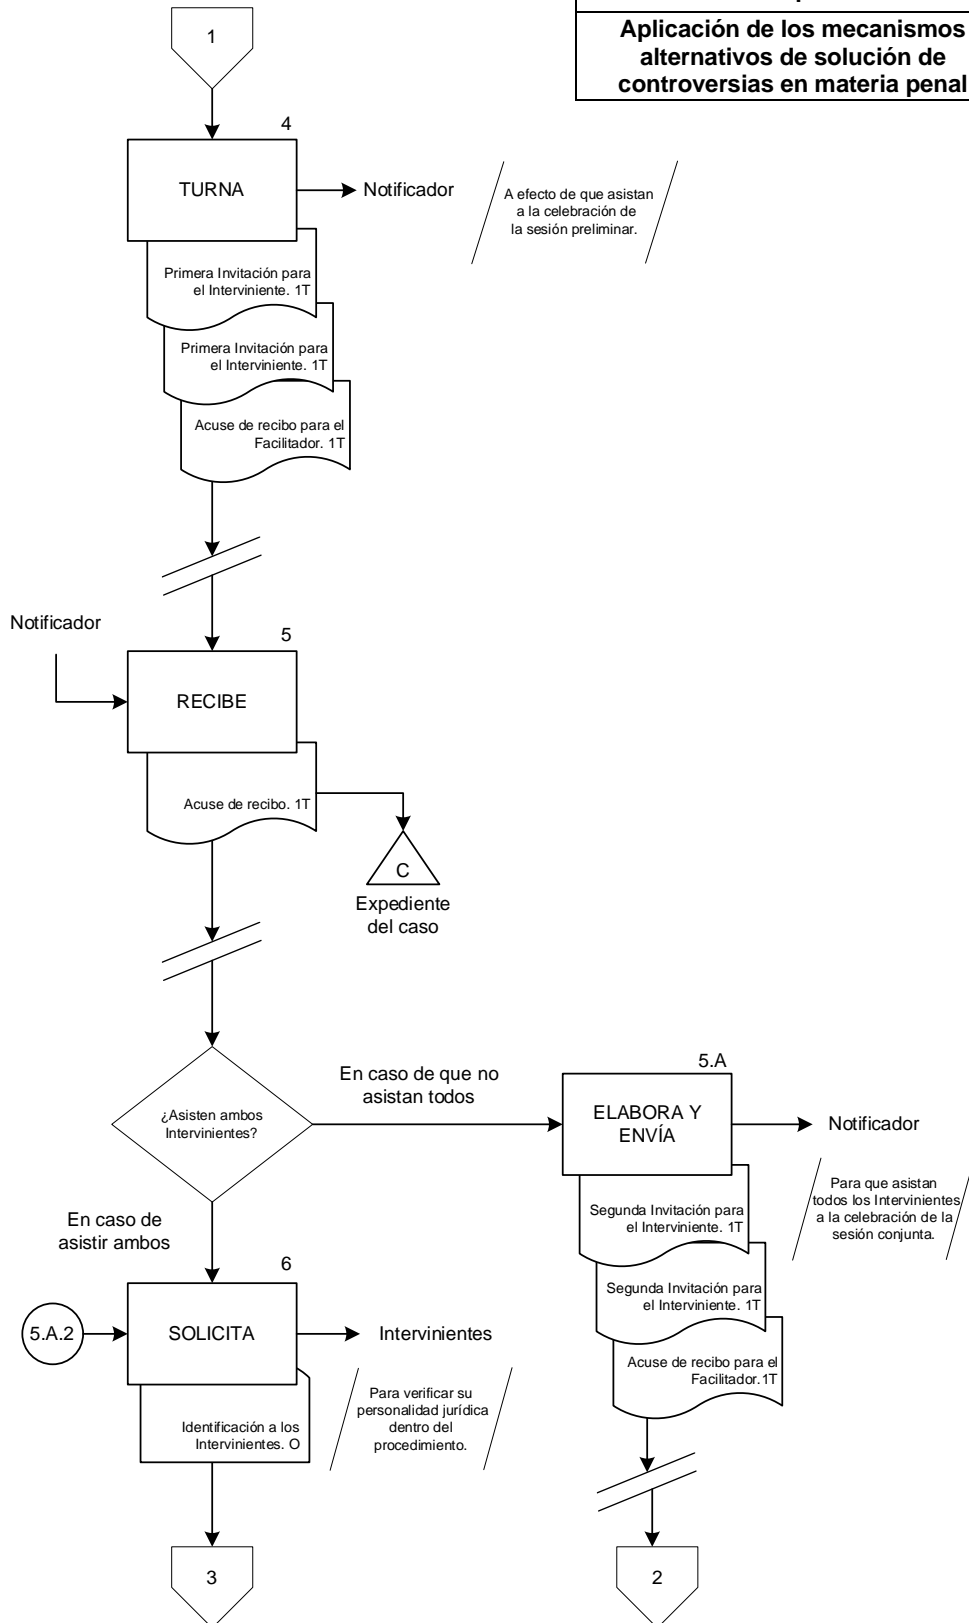 Aplicación de los mecanismos
alternativos de solución de
controversias en materia penal
1
4
TURNA
Notificador
A efecto de que asistan
a la celebración de
la sesión preliminar.
Primera Invitación para
el Interviniente. 1T
Primera Invitación para
el Interviniente. 1T
Acuse de recibo para el
Facilitador. 1T
Notificador
5
RECIBE
Acuse de recibo. 1T
C
Expediente
del caso
¿Asisten ambos
Intervinientes?
En caso de que no
asistan todos
5.A
ELABORA Y
ENVÍA
Notificador
Para que asistan
todos los Intervinientes
a la celebración de la
sesión conjunta.
Segunda Invitación para
el Interviniente. 1T
Segunda Invitación para
el Interviniente. 1T
Acuse de recibo para el
Facilitador.1T
En caso de
asistir ambos
6
5.A.2
SOLICITA
Intervinientes
Para verificar su
personalidad jurídica
dentro del
procedimiento.
Identificación a los
Intervinientes. O
3
2